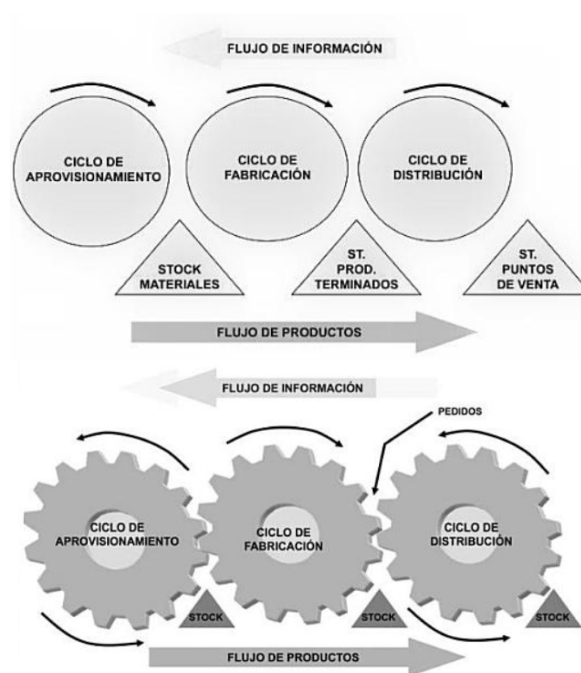 FLUJO DE INFORMACIÓN
CICLO DE
APROVISIONAMIENTO
CICLO DE
FABRICACIÓN
CICLO DE
DISTRIBUCIÓN
STOCK
MATERIALES
ST.
PROD.
TERMINADOS
ST.
PUNTOS
DE VENTA
FLUJO DE PRODUCTOS
FLUJO DE INFORMACIÓN
PEDIDOS
CICLO DE
APROVISIONAMIENTO
CICLO DE
FABRICACIÓN
CICLO DE
DISTRIBUCIÓN
STOCK
STOCK
STOCK
FLUJO DE PRODUCTOS